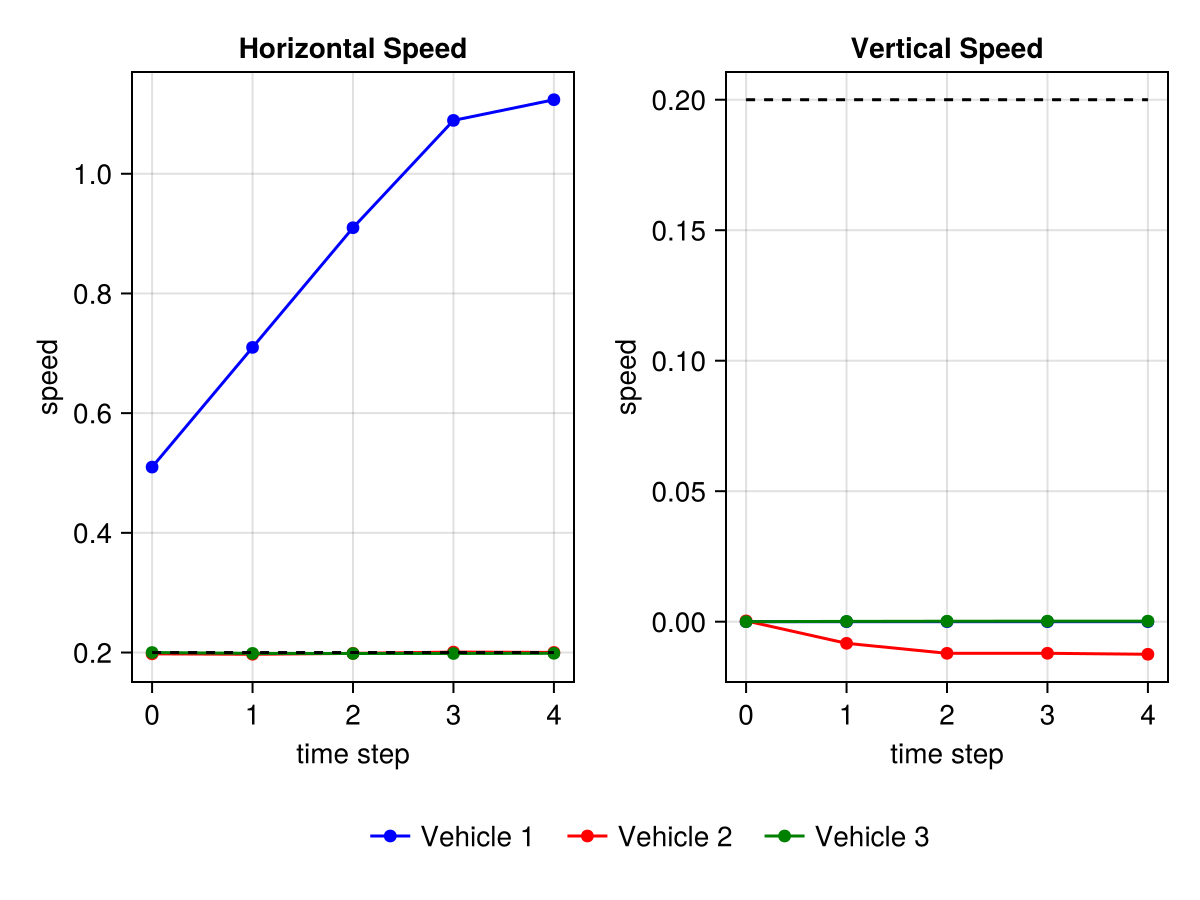 Horizontal Speed
speed
1.0
0.8
0.6
0.4
0.2
0 1 2 3 4
time step
Vertical Speed
speed
0.20
0.15
0.10
0.05
0.00
0 1 2 3 4
time step
Vehicle 1 Vehicle 2 Vehicle 3